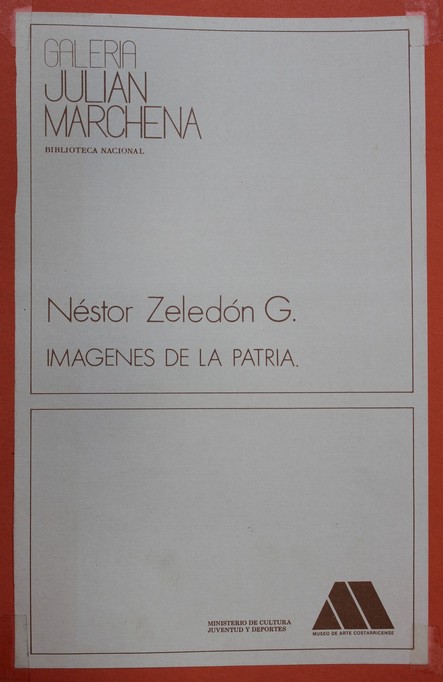 GALERIA
JULIAN
MARCHENA
BIBLIOTECA NACIONAL
Néstor Zeledón G.
IMAGENES DE LA PATRIA.
MINISTERIO DE CULTURA
JUVENTUD Y DEPORTES
MUSEO DE ARTE COSTARRICENSE